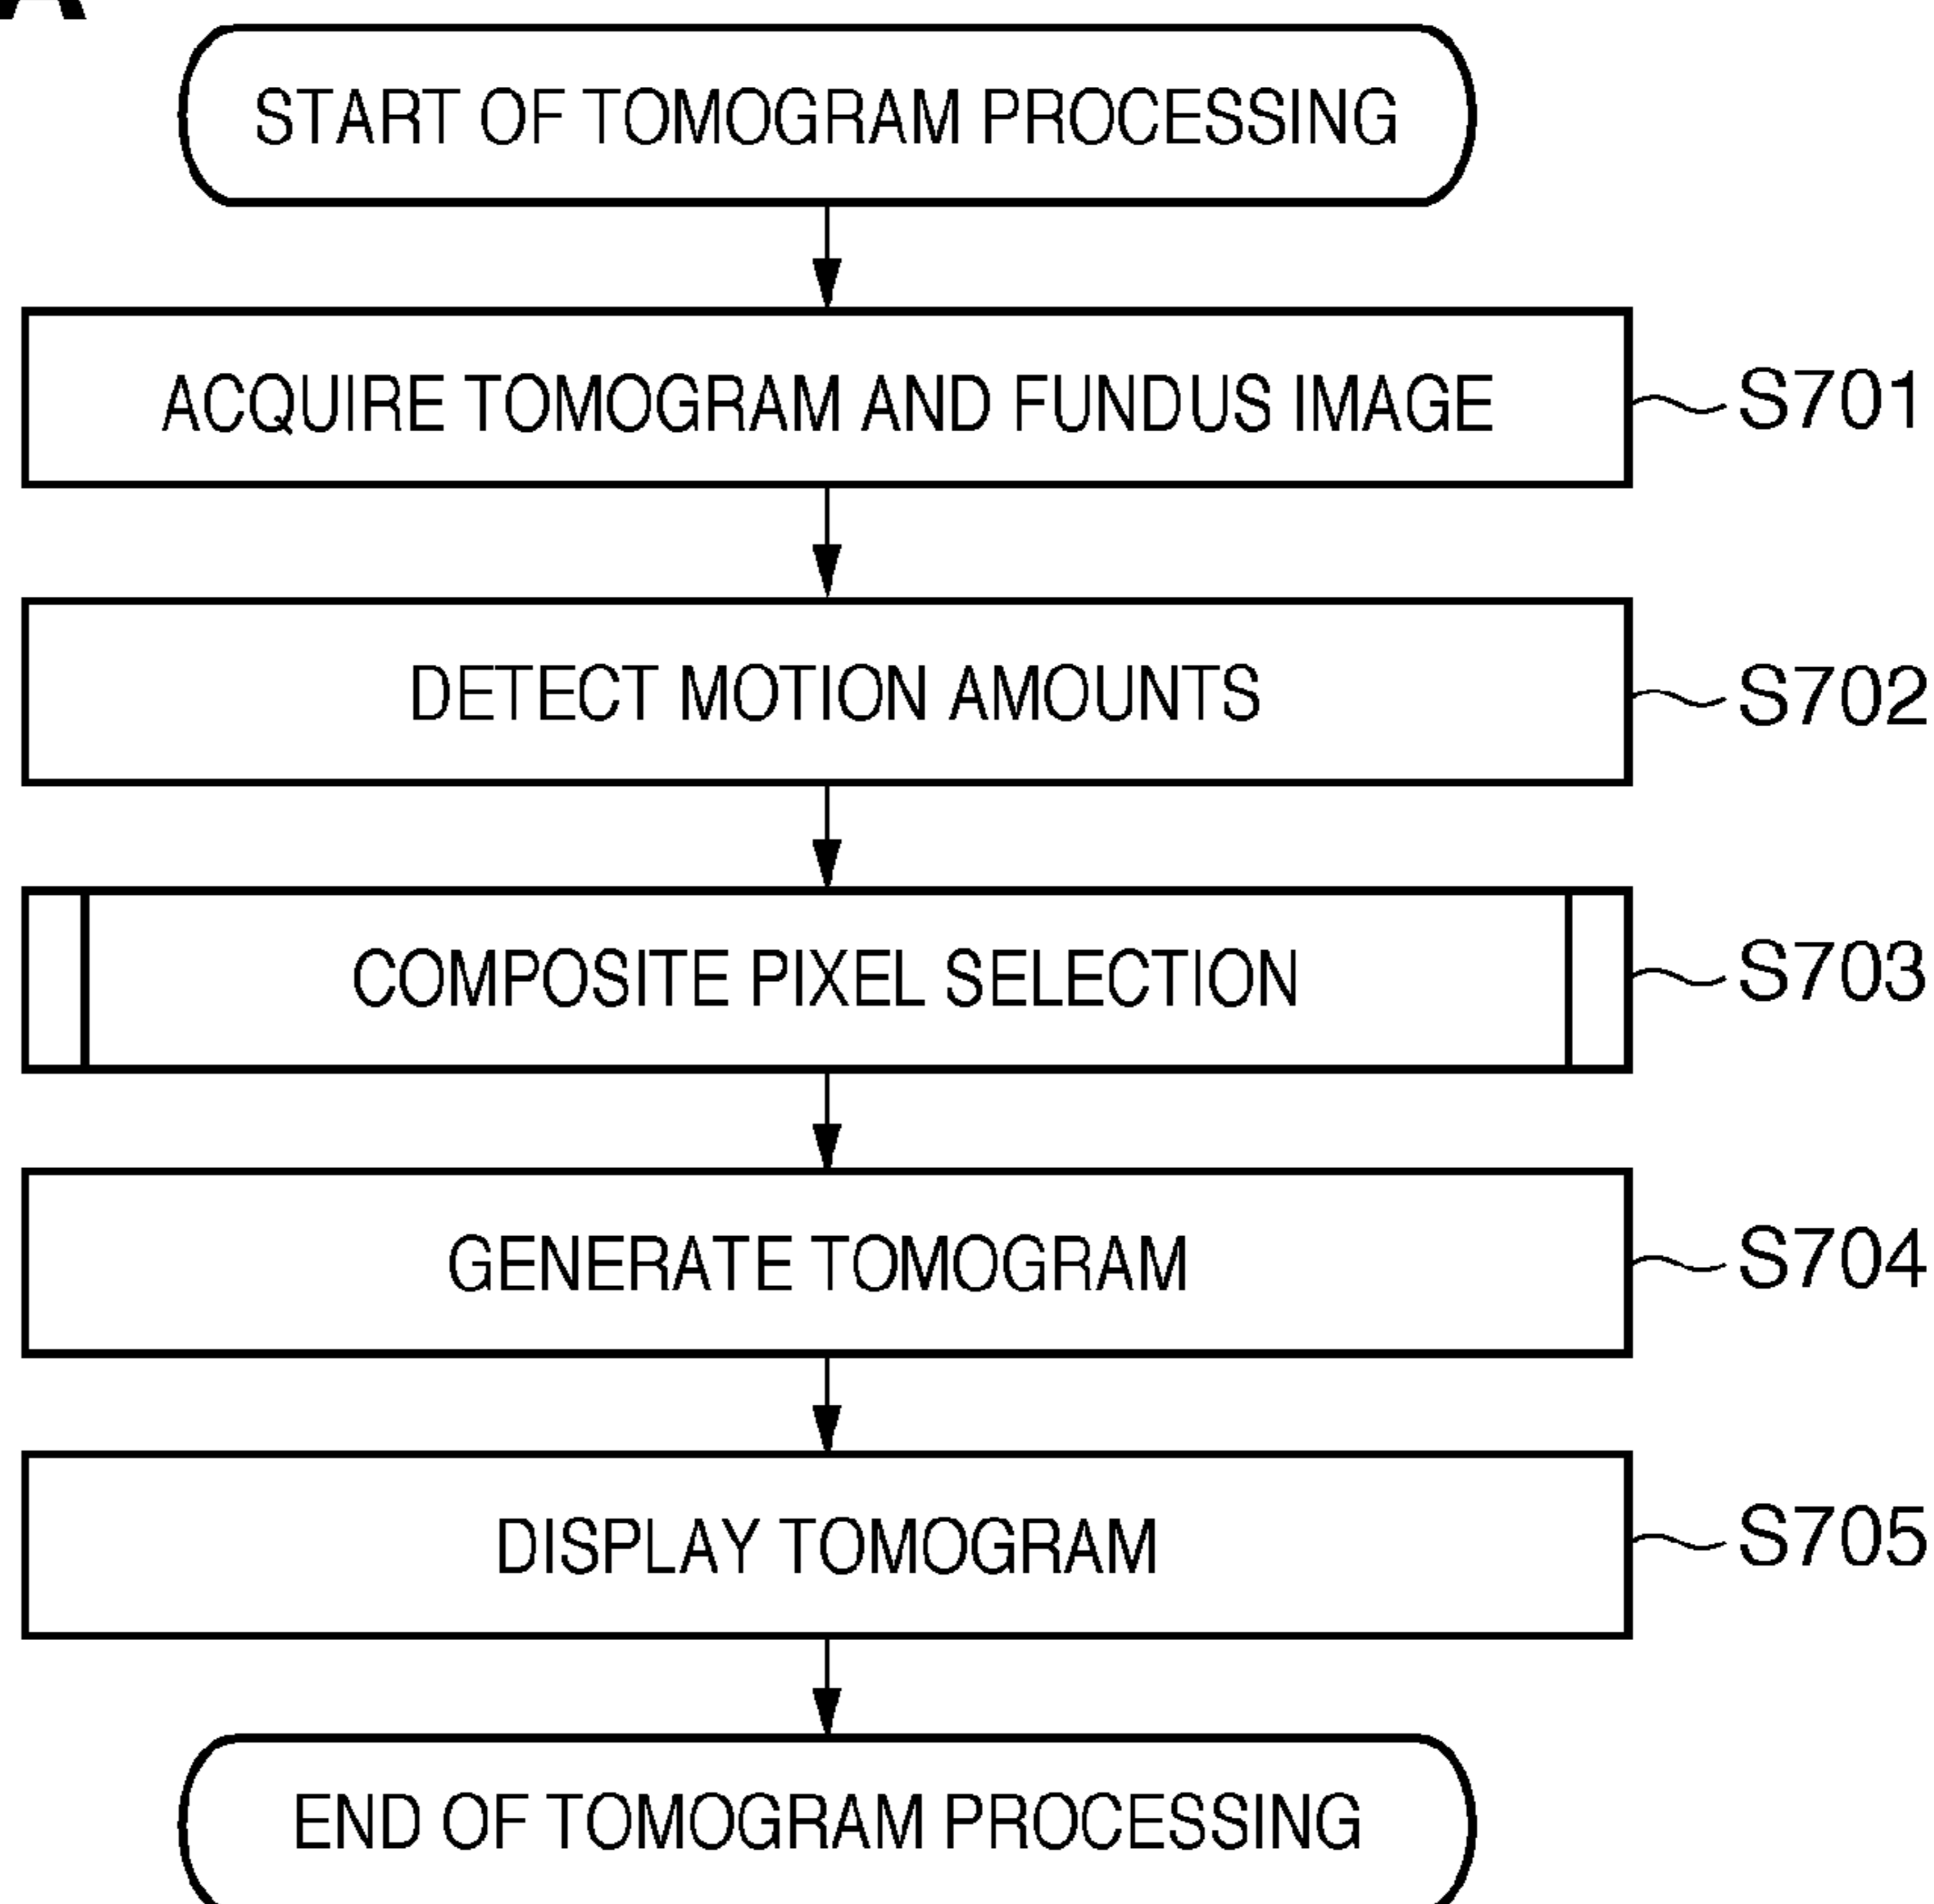 START OF TOMOGRAM PROCESSING
ACQUIRE TOMOGRAM AND FUNDUS IMAGE
S701
DETECT MOTION AMOUNTS
S702
COMPOSITE PIXEL SELECTION
S703
GENERATE TOMOGRAM
S704
DISPLAY TOMOGRAM
S705
END OF TOMOGRAM PROCESSING